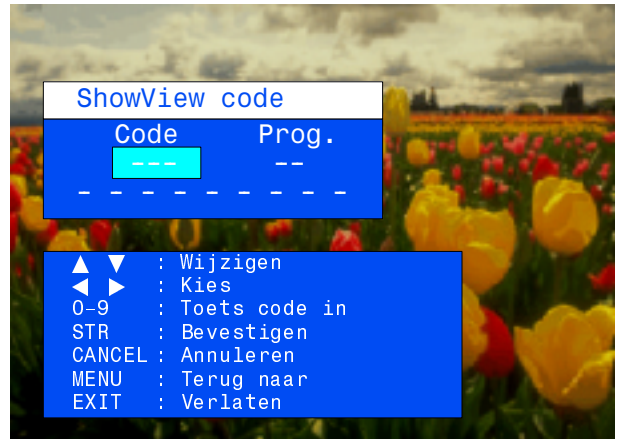 ShowView code
Code Prog.
--- --
- - - - - - - - -
▲ ▼ : Wijzigen
◀ ▶ : Kies
0-9 : Toets code in
STR : Bevestigen
CANCEL : Annuleren
MENU : Terug naar
EXIT : Verlaten